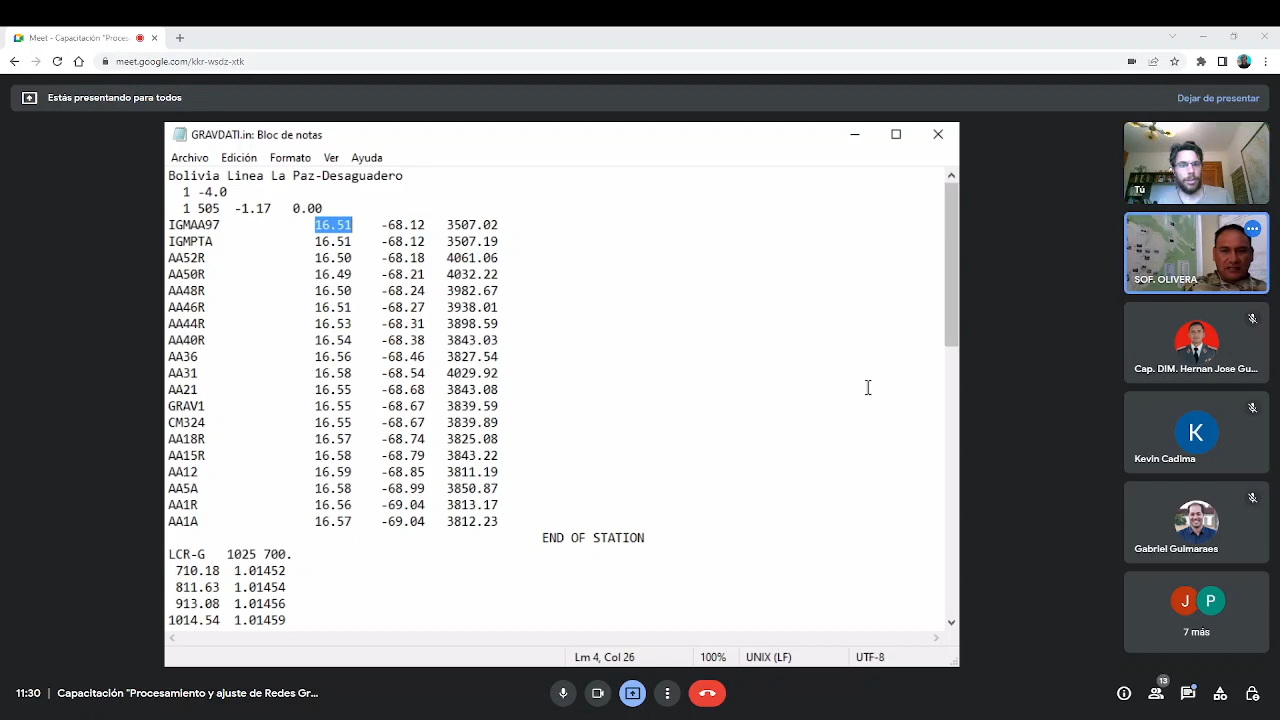 Meet - Capacitación "Proces
meet.google.com/kkr-wsdz-xtk
Estás presentando para todos
Dejar de presentar
GRAVDATI.in: Bloc de notas
Archivo Edición Formato Ver Ayuda
Bolivia Linea La Paz-Desaguadero
1 -4.0
1 505 -1.17 0.00
IGMAA97 16.51 -68.12 3507.02
IGMPTA 16.51 -68.12 3507.19
AA52R 16.50 -68.18 4061.06
AA50R 16.49 -68.21 4032.22
AA48R 16.50 -68.24 3982.67
AA46R 16.51 -68.27 3938.01
AA44R 16.53 -68.31 3898.59
AA40R 16.54 -68.38 3843.03
AA36 16.56 -68.46 3827.54
AA31 16.58 -68.54 4029.92
AA21 16.55 -68.68 3843.08
GRAV1 16.55 -68.67 3839.59
CM324 16.55 -68.67 3839.89
AA18R 16.57 -68.74 3825.08
AA15R 16.58 -68.79 3843.22
AA12 16.59 -68.85 3811.19
AA5A 16.58 -68.99 3850.87
AA1R 16.56 -69.04 3813.17
AA1A 16.57 -69.04 3812.23
END OF STATION
LCR-G 1025 700.
710.18 1.01452
811.63 1.01454
913.08 1.01456
1014.54 1.01459
Lm 4, Col 26 100% UNIX (LF) UTF-8
Tú
SOF. OLIVERA
Cap. DIM. Hernan Jose Gu...
K
Kevin Cadima
Gabriel Guimaraes
J P
7 más
11:30 | Capacitación "Procesamiento y ajuste de Redes Gr...
13